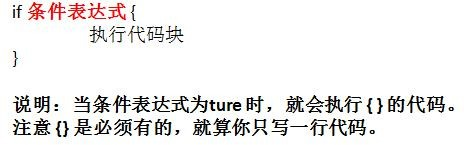 if 条件表达式 {
执行代码块
}
说明：当条件表达式为ture 时，就会执行 { } 的代码。
注意 {} 是必须有的，就算你只写一行代码。